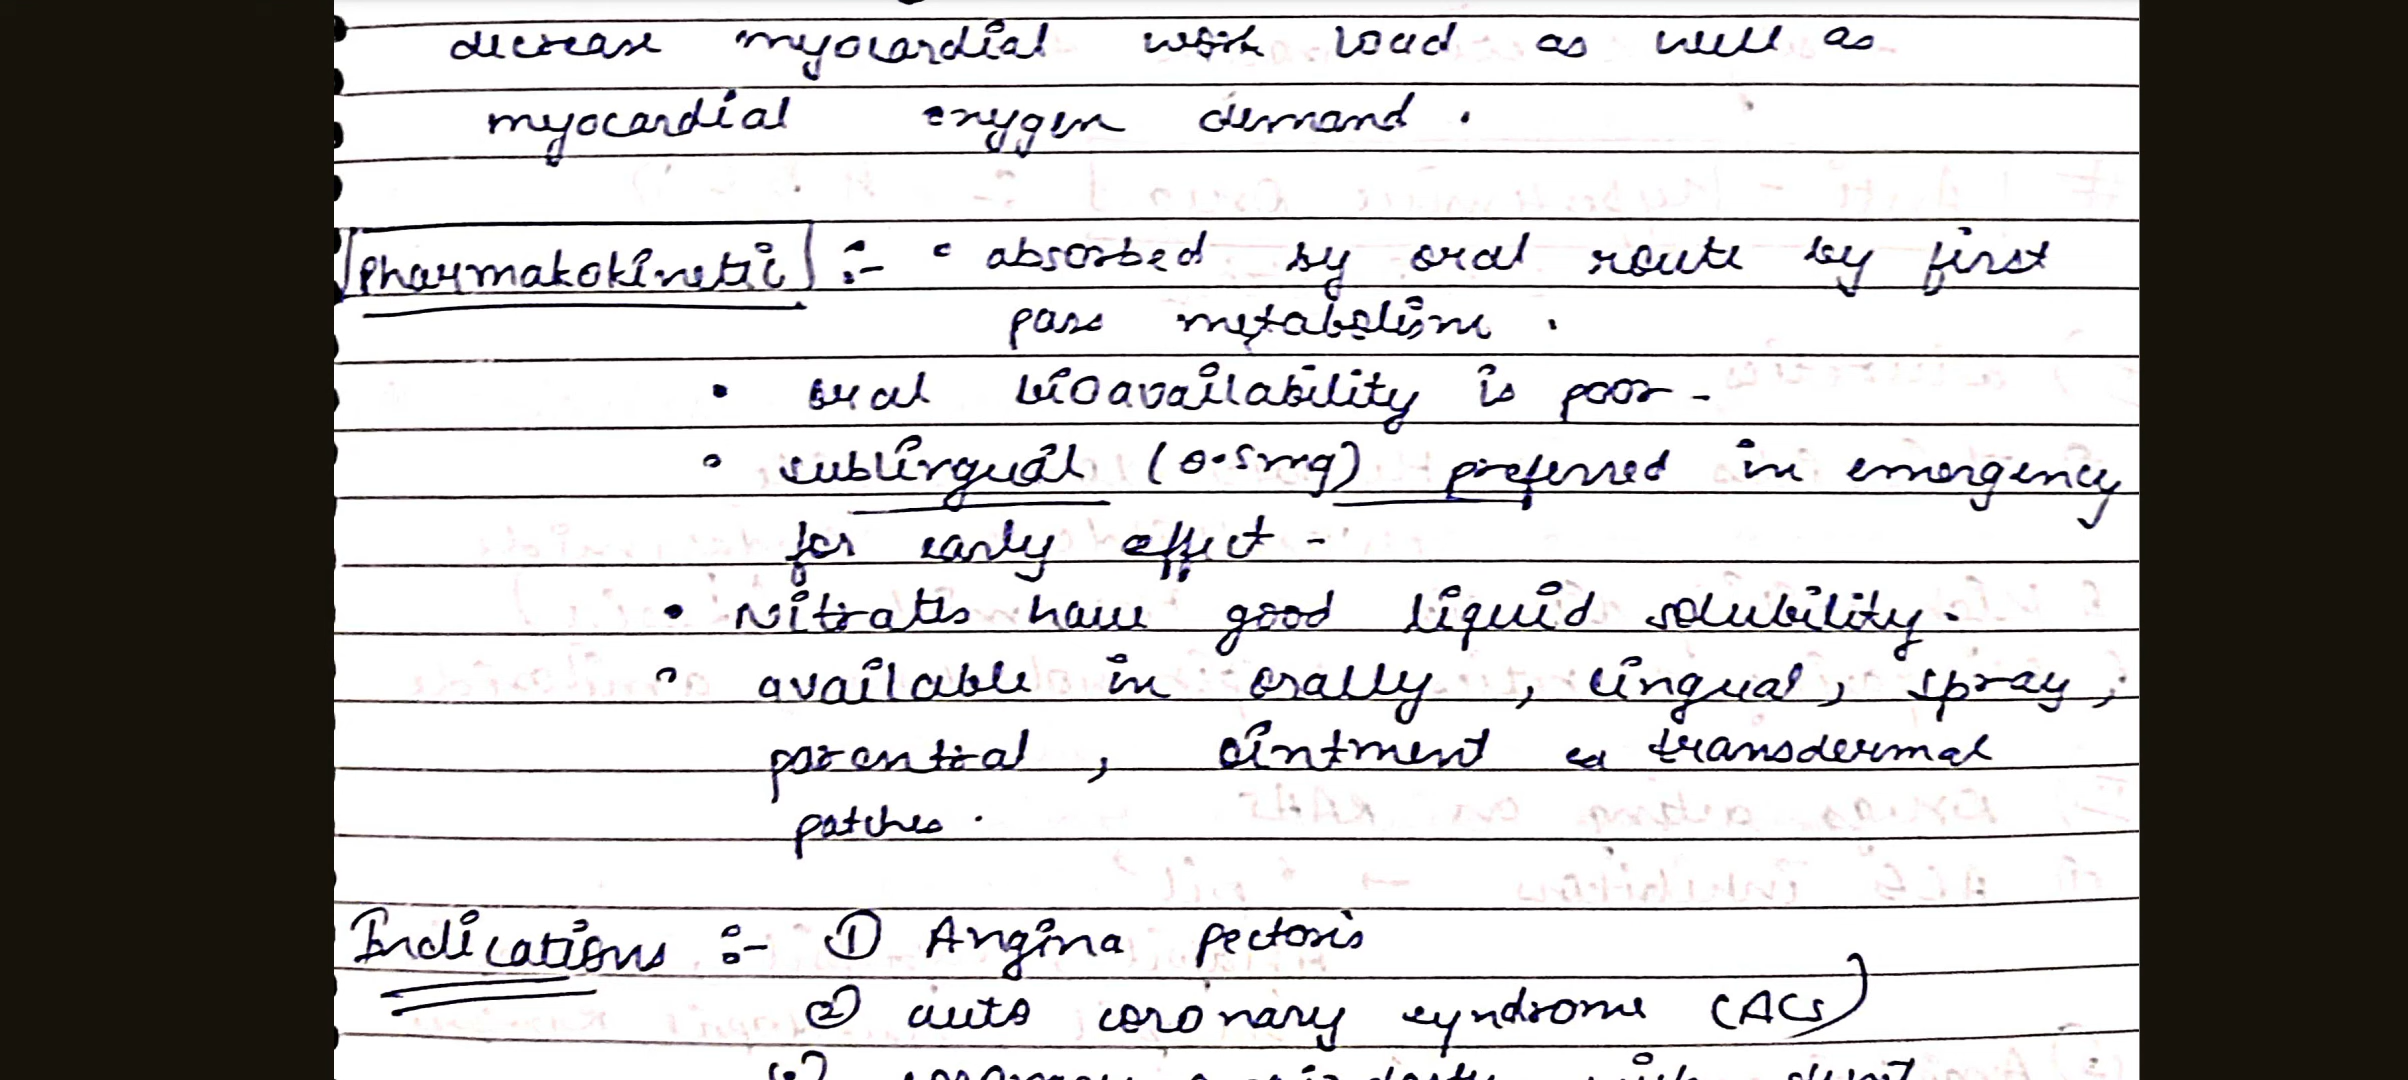 decrease myocardial work load as well as
myocardial oxygen demand .
Pharmakokinetic :- • absorbed by oral route by first
pass metabolism .
• oral bioavailability is poor -
• sublingual (0.5mg) preferred in emergency
for early effect -
• Nitrates have good liquid solubility.
• available in orally , lingual, spray,
parentral , ointment & transdermal
patches .
Indications :- ① Angina pectoris
② auto coronary syndrome (ACS)